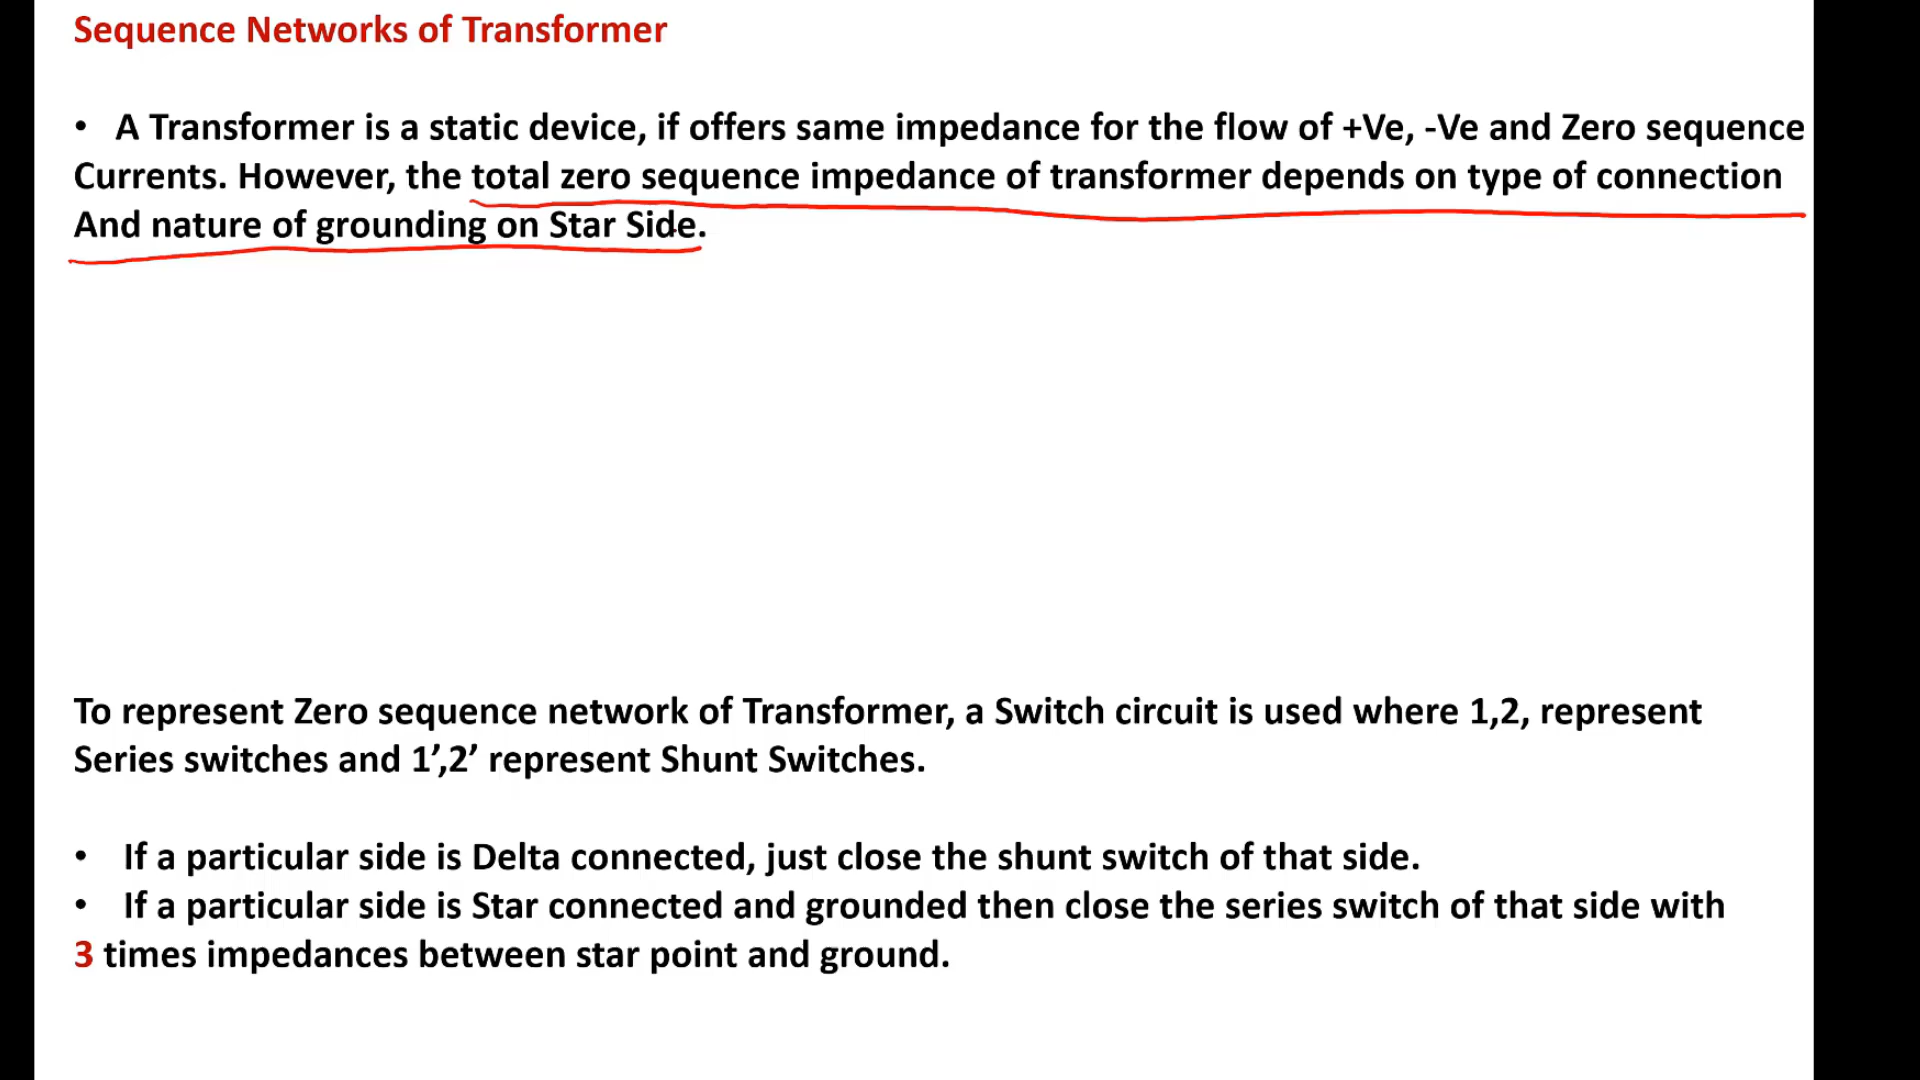 Sequence Networks of Transformer
• A Transformer is a static device, if offers same impedance for the flow of +Ve, -Ve and Zero sequence
Currents. However, the total zero sequence impedance of transformer depends on type of connection
And nature of grounding on Star Side.
To represent Zero sequence network of Transformer, a Switch circuit is used where 1,2, represent
Series switches and 1’,2’ represent Shunt Switches.
• If a particular side is Delta connected, just close the shunt switch of that side.
• If a particular side is Star connected and grounded then close the series switch of that side with
3 times impedances between star point and ground.